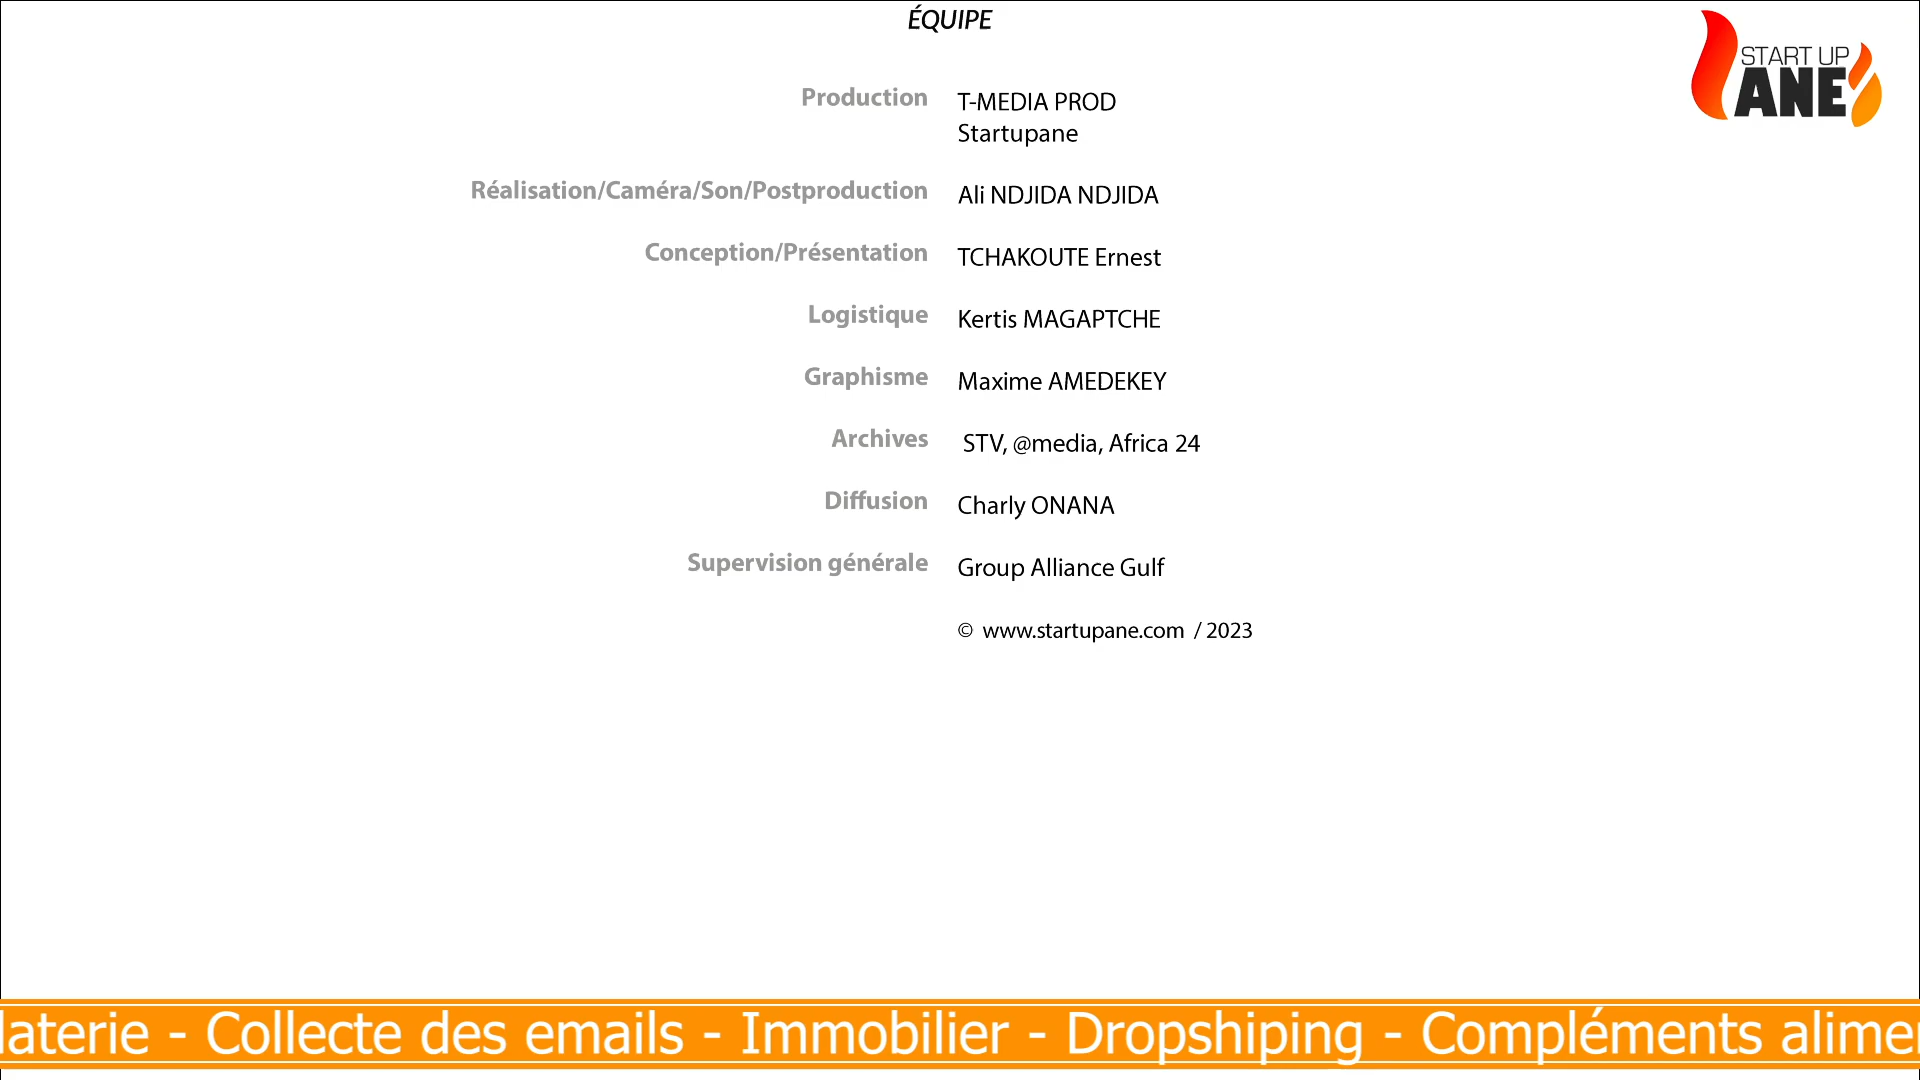 ÉQUIPE
START UP
ANE
Production T-MEDIA PROD
Startupane
Réalisation/Caméra/Son/Postproduction Ali NDJIDA NDJIDA
Conception/Présentation TCHAKOUTE Ernest
Logistique Kertis MAGAPTCHE
Graphisme Maxime AMEDEKEY
Archives STV, @media, Africa 24
Diffusion Charly ONANA
Supervision générale Group Alliance Gulf
© www.startupane.com / 2023
laterie - Collecte des emails - Immobilier - Dropshiping - Compléments alimen